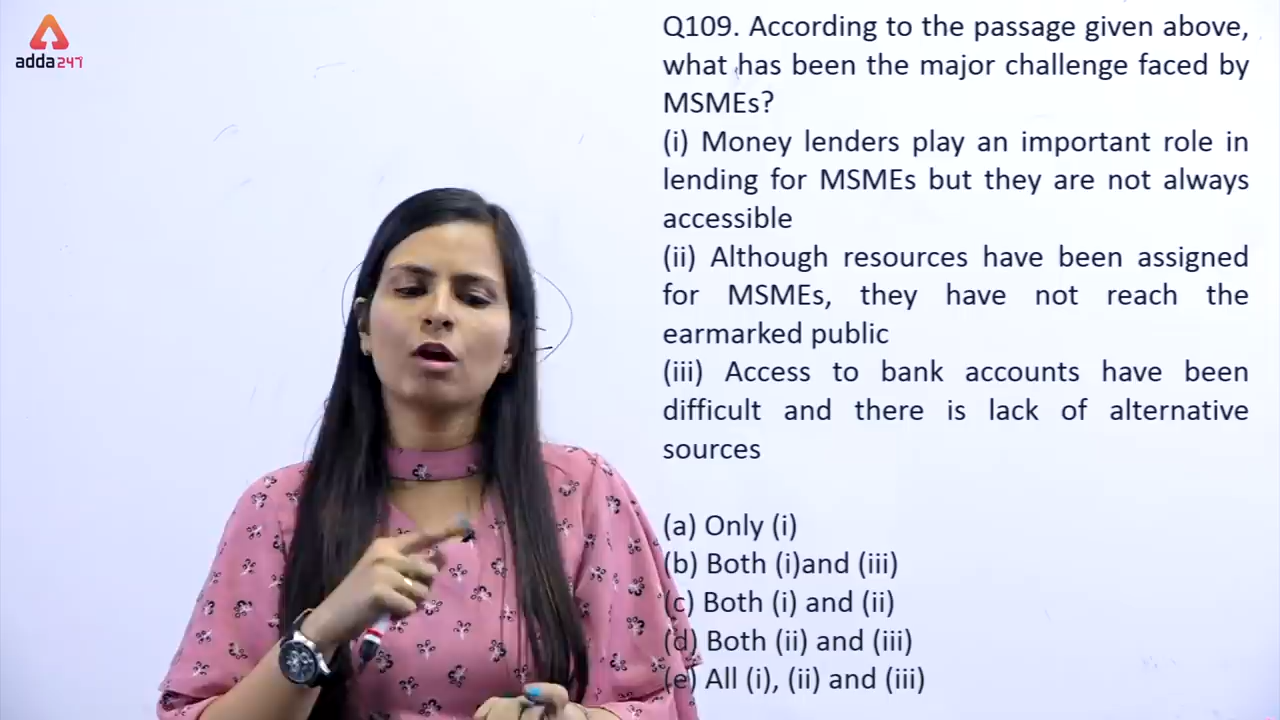 adda247
Q109. According to the passage given above,
what has been the major challenge faced by
MSMEs?
(i) Money lenders play an important role in
lending for MSMEs but they are not always
accessible
(ii) Although resources have been assigned
for MSMEs, they have not reach the
earmarked public
(iii) Access to bank accounts have been
difficult and there is lack of alternative
sources
(a) Only (i)
(b) Both (i)and (iii)
(c) Both (i) and (ii)
(d) Both (ii) and (iii)
(e) All (i), (ii) and (iii)